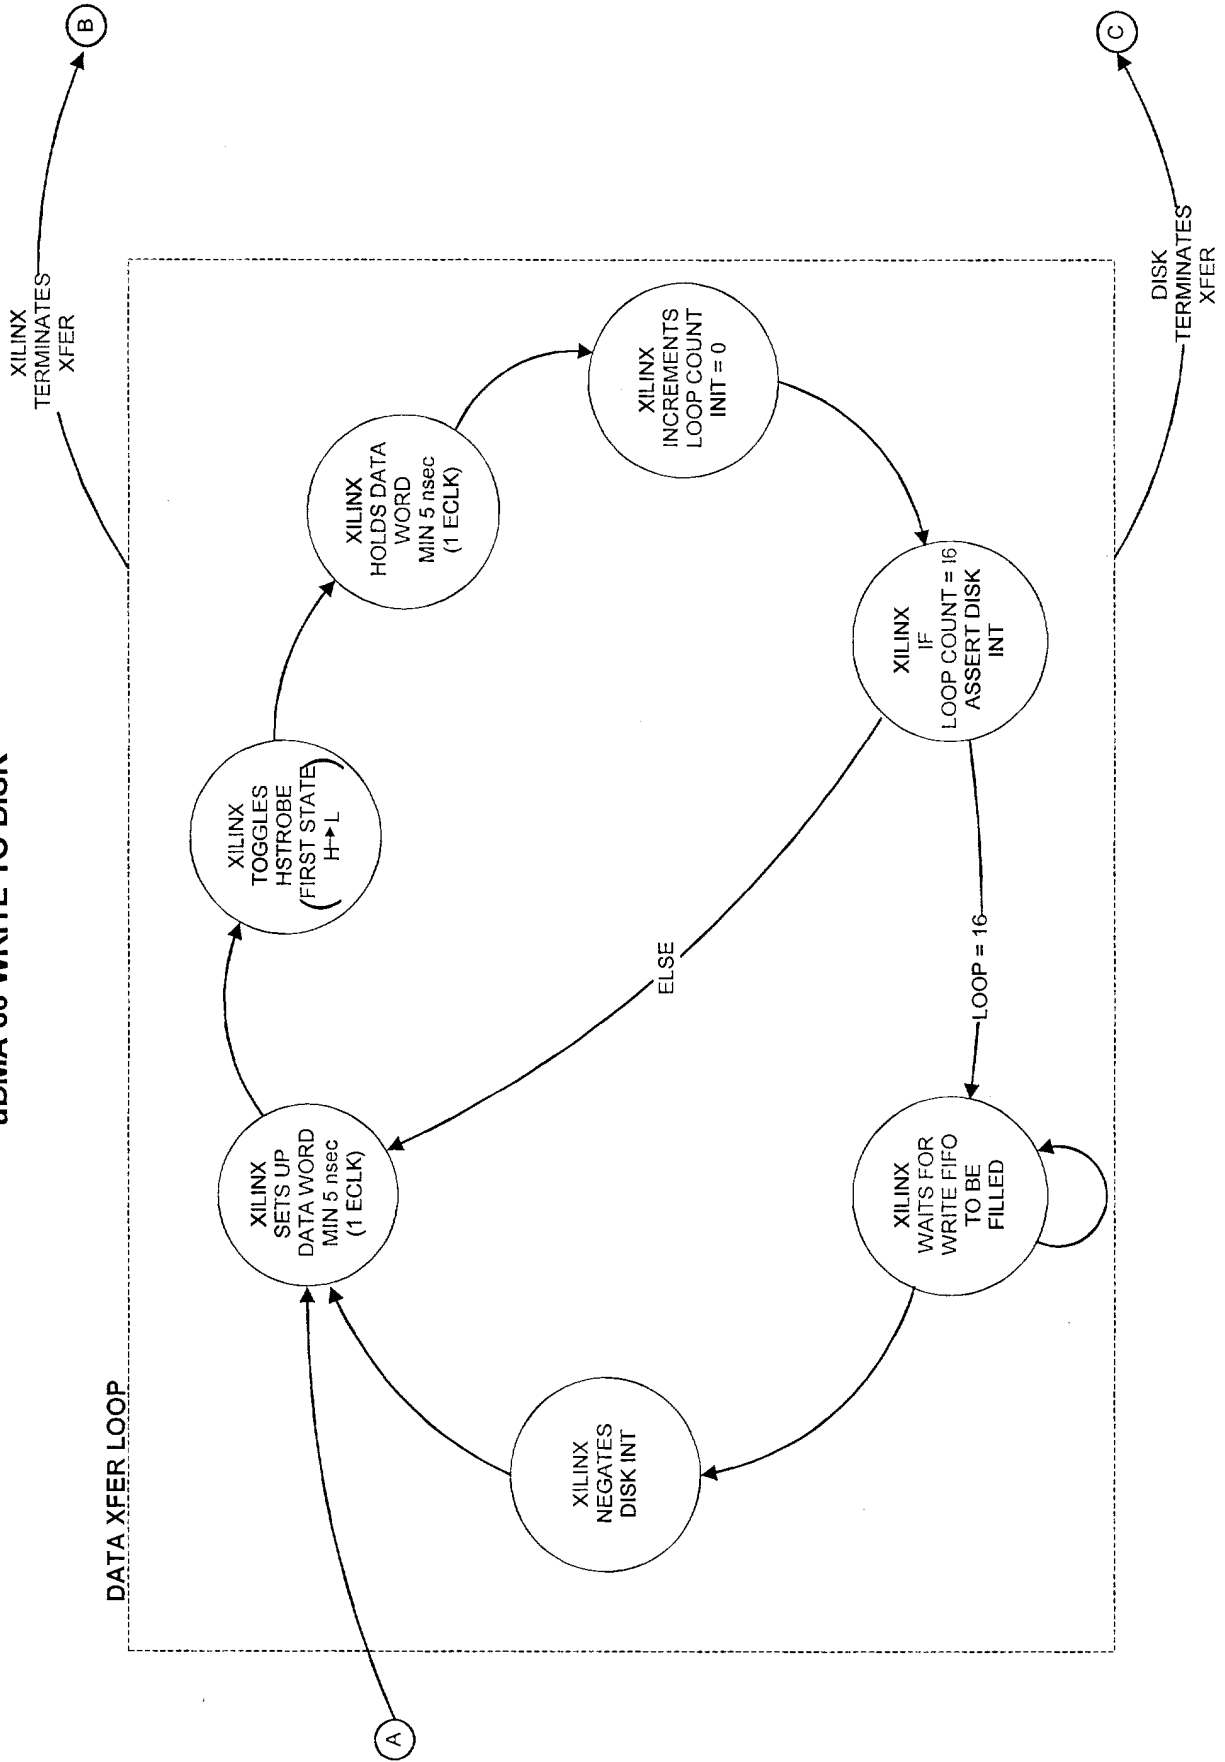 uDMA 66 WRITE TO DISK
DATA XFER LOOP
A
XILINX
SETS UP
DATA WORD
MIN 5 nsec
(1 ECLK)
XILINX
TOGGLES
HSTROBE
(FIRST STATE)
H→L
XILINX
HOLDS DATA
WORD
MIN 5 nsec
(1 ECLK)
XILINX
INCREMENTS
LOOP COUNT
INIT = 0
XILINX
IF
LOOP COUNT = 16
ASSERT DISK
INT
ELSE
LOOP = 16
XILINX
WAITS FOR
WRITE FIFO
TO BE
FILLED
XILINX
NEGATES
DISK INT
XILINX
TERMINATES
XFER
B
DISK
TERMINATES
XFER
C